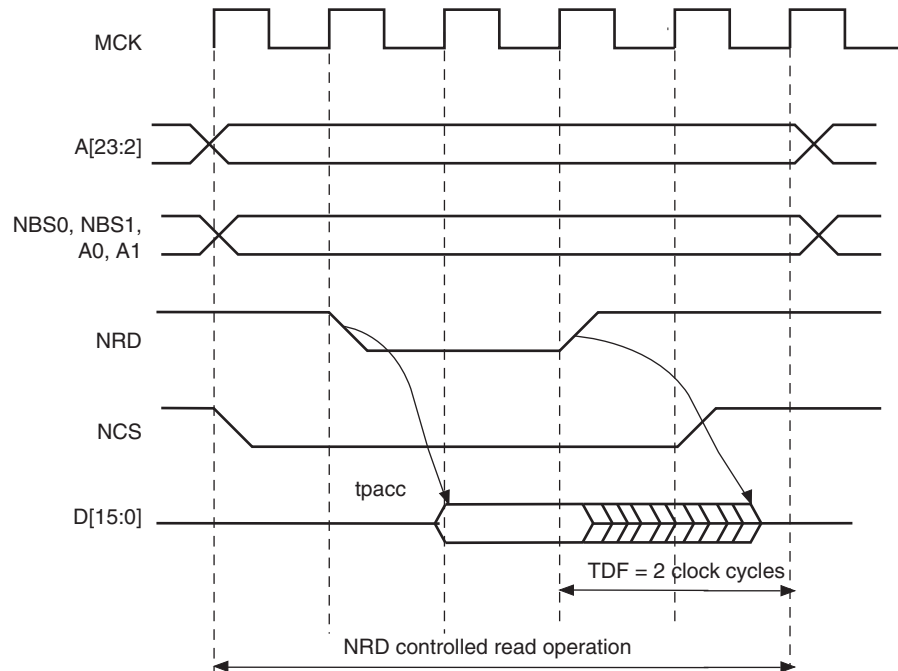 MCK
A[23:2]
NBS0, NBS1,
A0, A1
NRD
NCS
tpacc
D[15:0]
TDF = 2 clock cycles
NRD controlled read operation